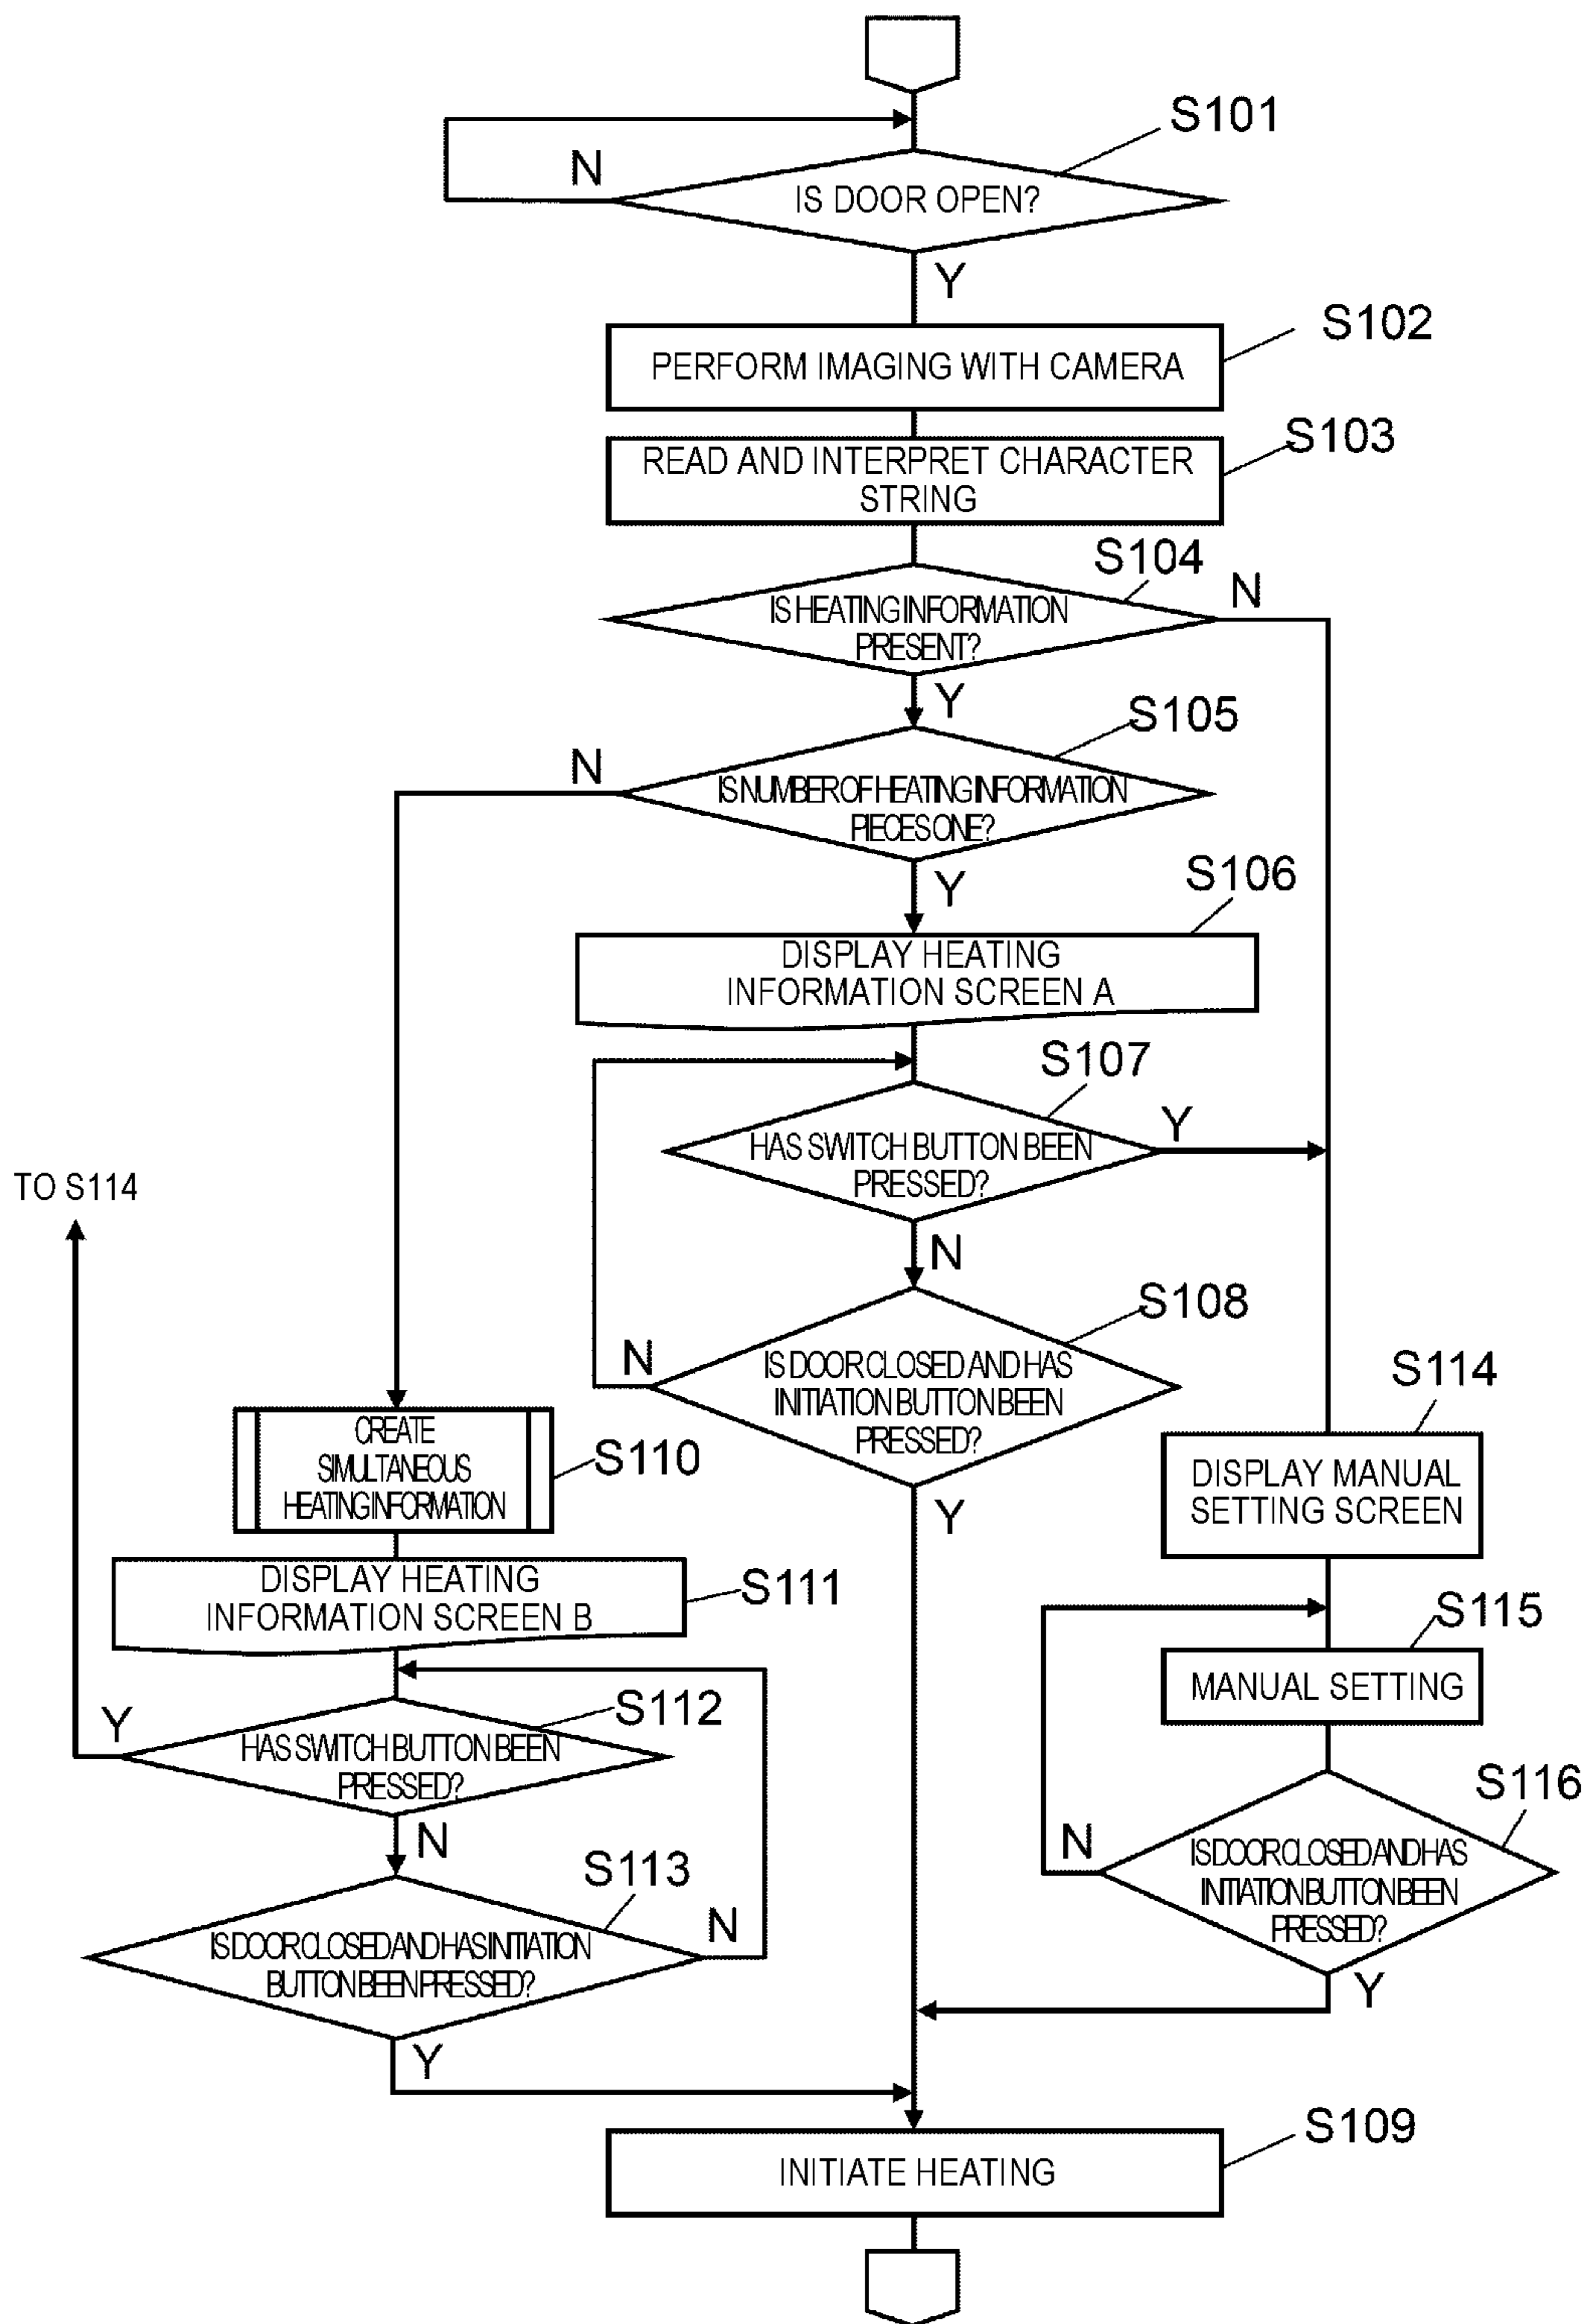 S101
N
IS DOOR OPEN?
Y
S102
PERFORM IMAGING WITH CAMERA
S103
READ AND INTERPRET CHARACTER
STRING
S104
N
IS HEATING INFORMATION
PRESENT?
Y
S105
N
IS NUMBER OF HEATING INFORMATION
PIECES ONE?
Y
S106
DISPLAY HEATING
INFORMATION SCREEN A
S107
Y
HAS SWITCH BUTTON BEEN
PRESSED?
TO S114
N
S108
N
IS DOOR CLOSED AND HAS
INITIATION BUTTON BEEN
PRESSED?
Y
S114
DISPLAY MANUAL
SETTING SCREEN
CREATE
SIMULTANEOUS
HEATING INFORMATION
S110
DISPLAY HEATING
INFORMATION SCREEN B
S111
S115
MANUAL SETTING
S112
Y
HAS SWITCH BUTTON BEEN
PRESSED?
N
S116
N
IS DOOR CLOSED AND HAS
INITIATION BUTTON BEEN
PRESSED?
Y
S113
N
IS DOOR CLOSED AND HAS INITIATION
BUTTON BEEN PRESSED?
Y
S109
INITIATE HEATING